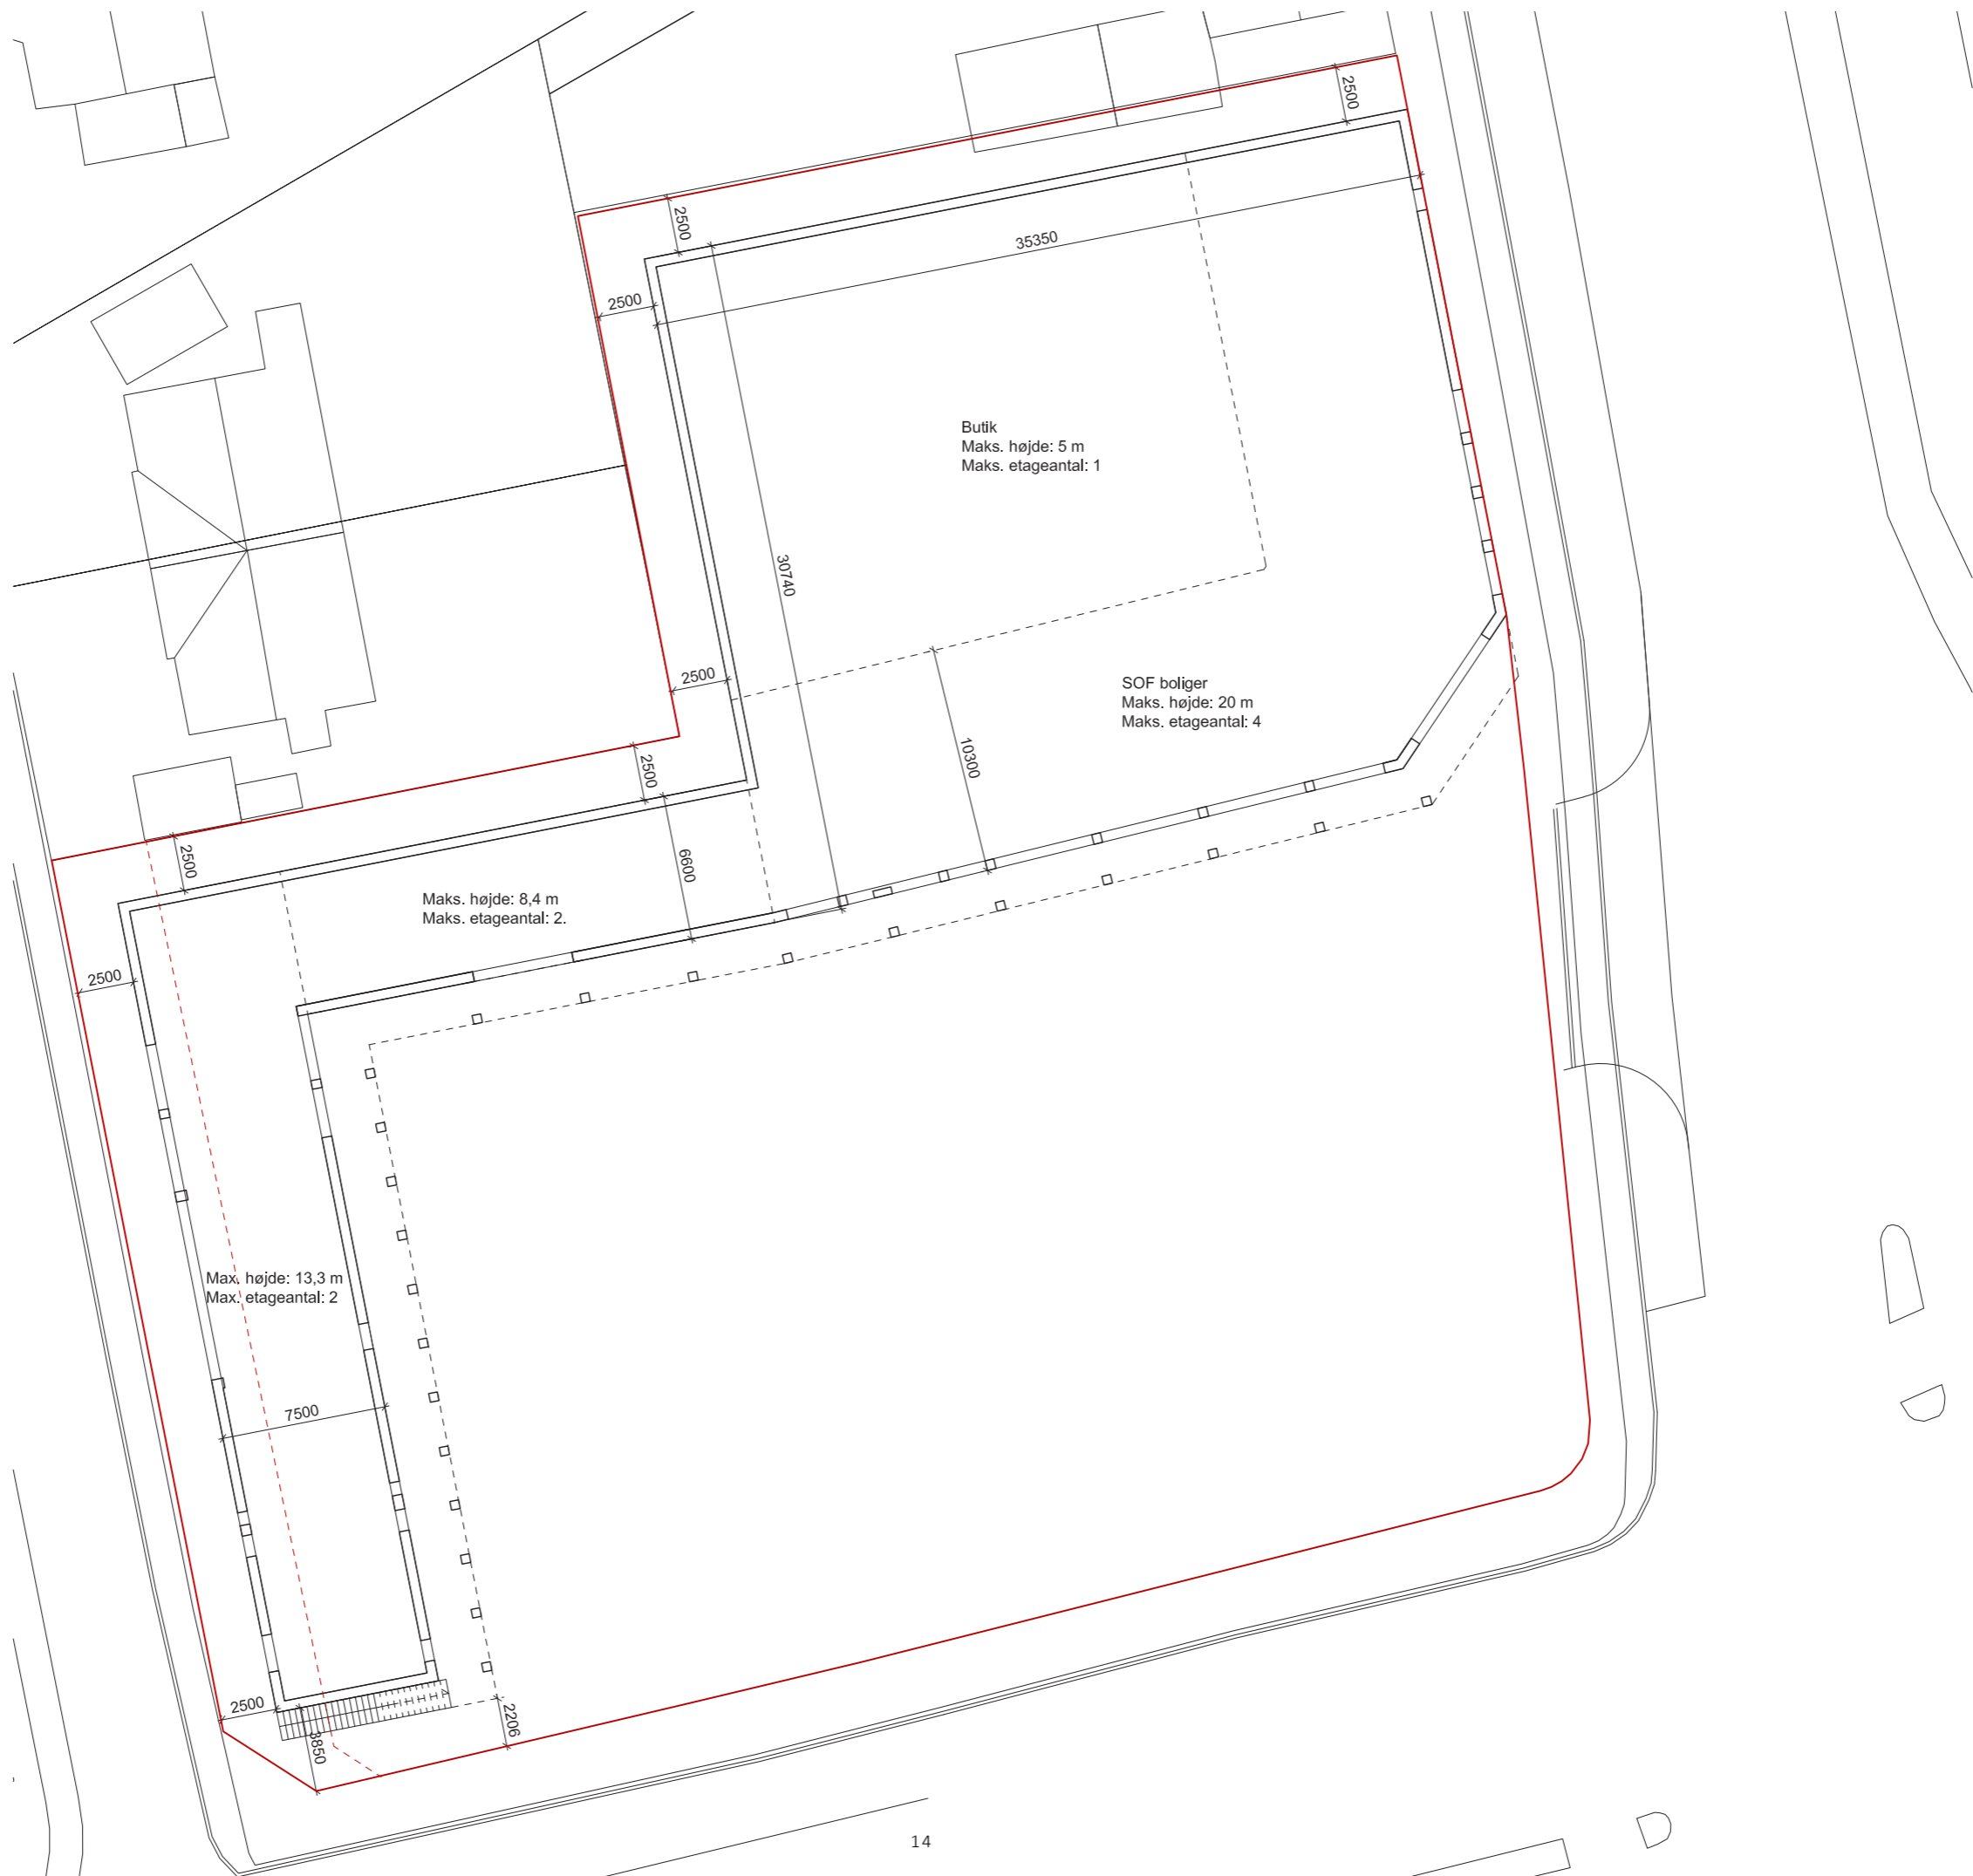 2500
2500
35350
2500
Butik
Maks. højde: 5 m
Maks. etageantal: 1
30740
2500
SOF boliger
Maks. højde: 20 m
Maks. etageantal: 4
10300
2500
2500
6600
Maks. højde: 8,4 m
Maks. etageantal: 2.
2500
Max. højde: 13,3 m
Max. etageantal: 2
7500
2500
3850
2206
14